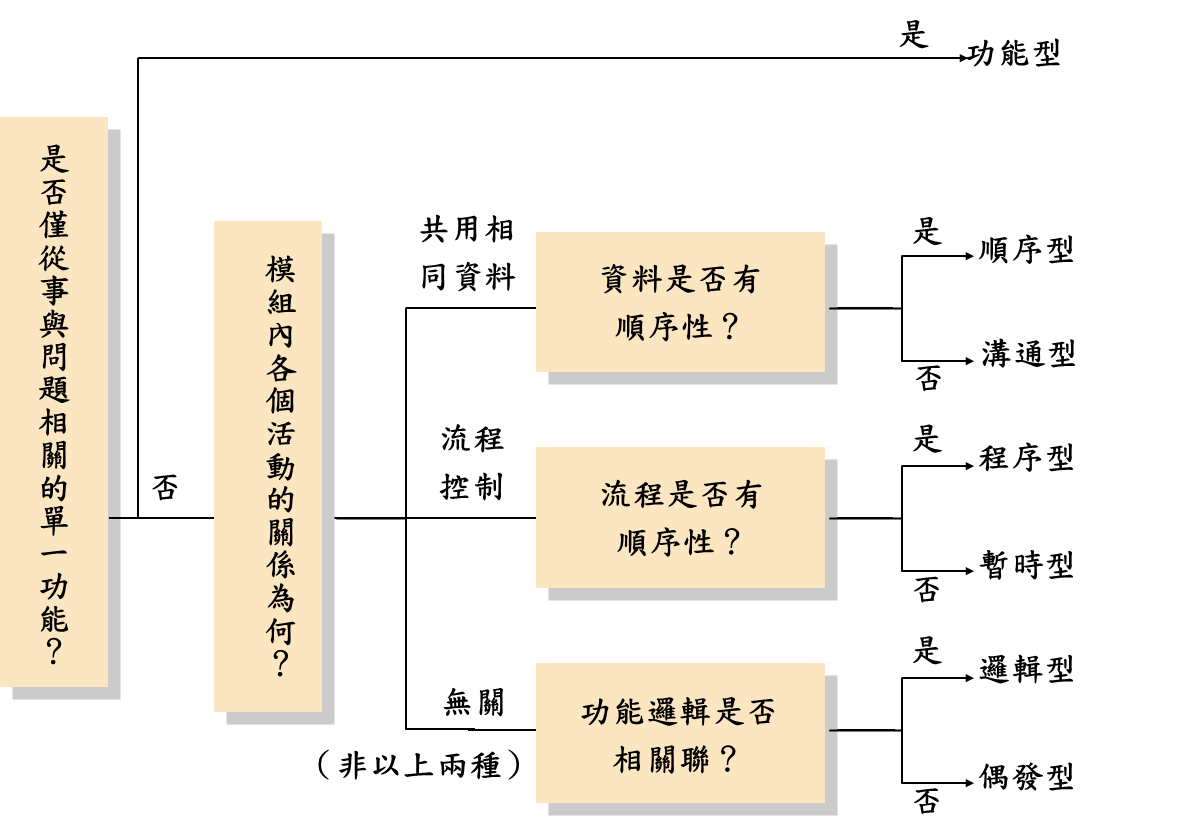 是
功能型
是否僅從事與問題相關的單一功能？
否
模組內各個活動的關係為何？
共用相
同資料
資料是否有
順序性？
是
順序型
否
溝通型
流程
控制
流程是否有
順序性？
是
程序型
否
暫時型
無關
（非以上兩種）
功能邏輯是否
相關聯？
是
邏輯型
否
偶發型